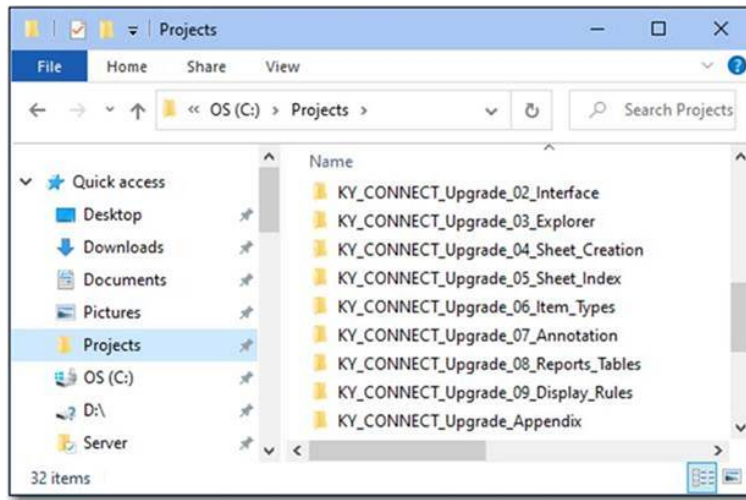 Projects
File Home Share View
« OS (C:) › Projects › Search Projects
Name
Quick access
Desktop
Downloads
Documents
Pictures
Projects
OS (C:)
D:\
Server
KY_CONNECT_Upgrade_02_Interface
KY_CONNECT_Upgrade_03_Explorer
KY_CONNECT_Upgrade_04_Sheet_Creation
KY_CONNECT_Upgrade_05_Sheet_Index
KY_CONNECT_Upgrade_06_Item_Types
KY_CONNECT_Upgrade_07_Annotation
KY_CONNECT_Upgrade_08_Reports_Tables
KY_CONNECT_Upgrade_09_Display_Rules
KY_CONNECT_Upgrade_Appendix
32 items